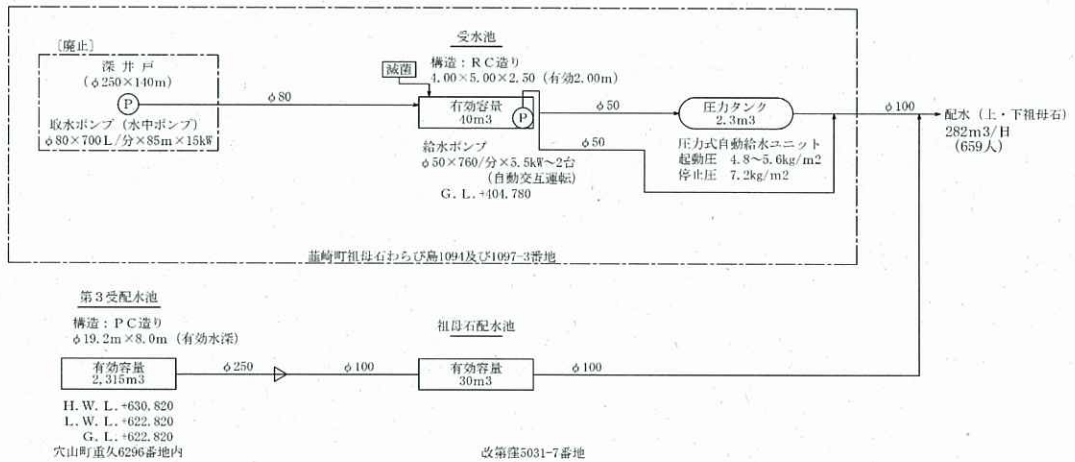 [廃止]
深井戸
(φ250×140m)
P
取水ポンプ(水中ポンプ)
φ80×700L/分×85m×15kW
φ80
滅菌
受水池
構造：RC造り
4.00×5.00×2.50 (有効2.00m)
有効容量
40m3
P
給水ポンプ
φ50×760/分×5.5kW～2台
(自動交互運転)
G.L.+404.780
φ50
φ50
圧力タンク
2.3m3
圧力式自動給水ユニット
起動圧 4.8～5.6kg/m2
停止圧 7.2kg/m2
φ100
配水(上・下祖母石)
282m3/H
(659人)
韮崎町祖母石わらび島1094及び1097-3番地
第3受配水池
構造：PC造り
φ19.2m×8.0m (有効水深)
有効容量
2,315m3
φ250
φ100
H.W.L.+630.820
L.W.L.+622.820
G.L.+622.820
穴山町重久6296番地内
祖母石配水池
有効容量
30m3
φ100
改第窪5031-7番地